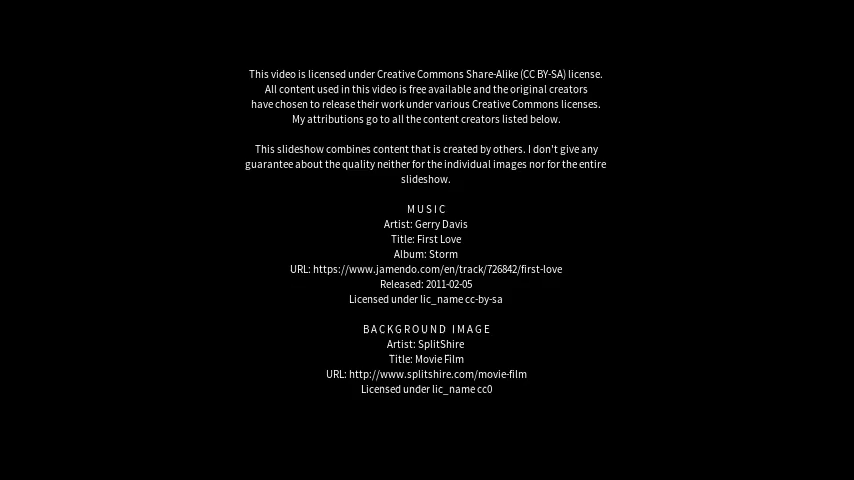 This video is licensed under Creative Commons Share-Alike (CC BY-SA) license.
All content used in this video is free available and the original creators
have chosen to release their work under various Creative Commons licenses.
My attributions go to all the content creators listed below.
This slideshow combines content that is created by others. I don't give any
guarantee about the quality neither for the individual images nor for the entire
slideshow.
MUSIC
Artist: Gerry Davis
Title: First Love
Album: Storm
URL: https://www.jamendo.com/en/track/726842/first-love
Released: 2011-02-05
Licensed under lic_name cc-by-sa
BACKGROUND IMAGE
Artist: SplitShire
Title: Movie Film
URL: http://www.splitshire.com/movie-film
Licensed under lic_name cc0